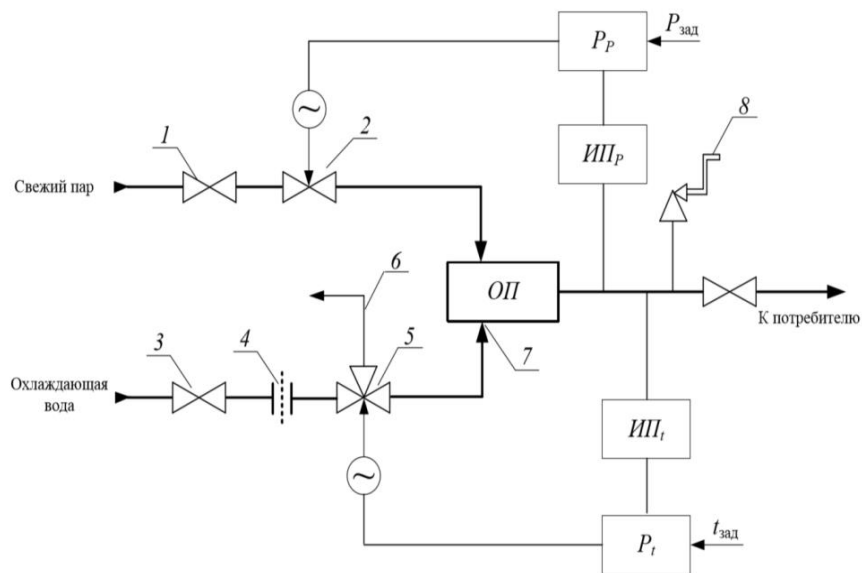 P_P
P_зад
1
2
ИП_P
8
Свежий пар
6
ОП
К потребителю
3
4
5
7
Охлаждающая
вода
ИП_t
P_t
t_зад